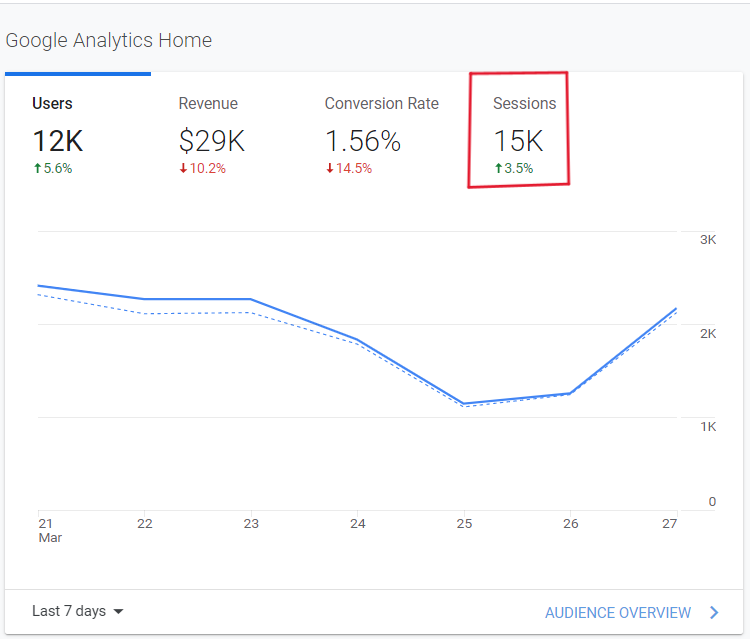 Google Analytics Home
Users Revenue Conversion Rate Sessions
12K $29K 1.56% 15K
↑5.6% ↓10.2% ↓14.5% ↑3.5%
3K
2K
1K
0
21 22 23 24 25 26 27
Mar
Last 7 days AUDIENCE OVERVIEW